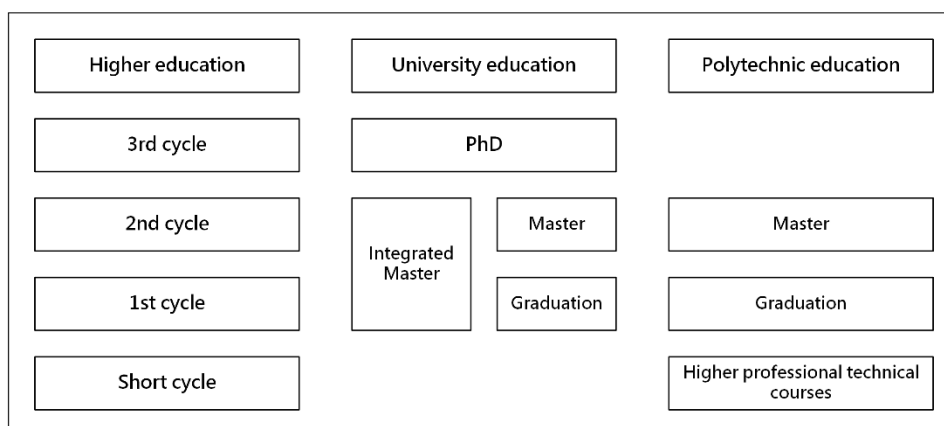 Higher education
University education
Polytechnic education
3rd cycle
PhD
2nd cycle
Integrated
Master
Master
Master
1st cycle
Graduation
Graduation
Short cycle
Higher professional technical
courses